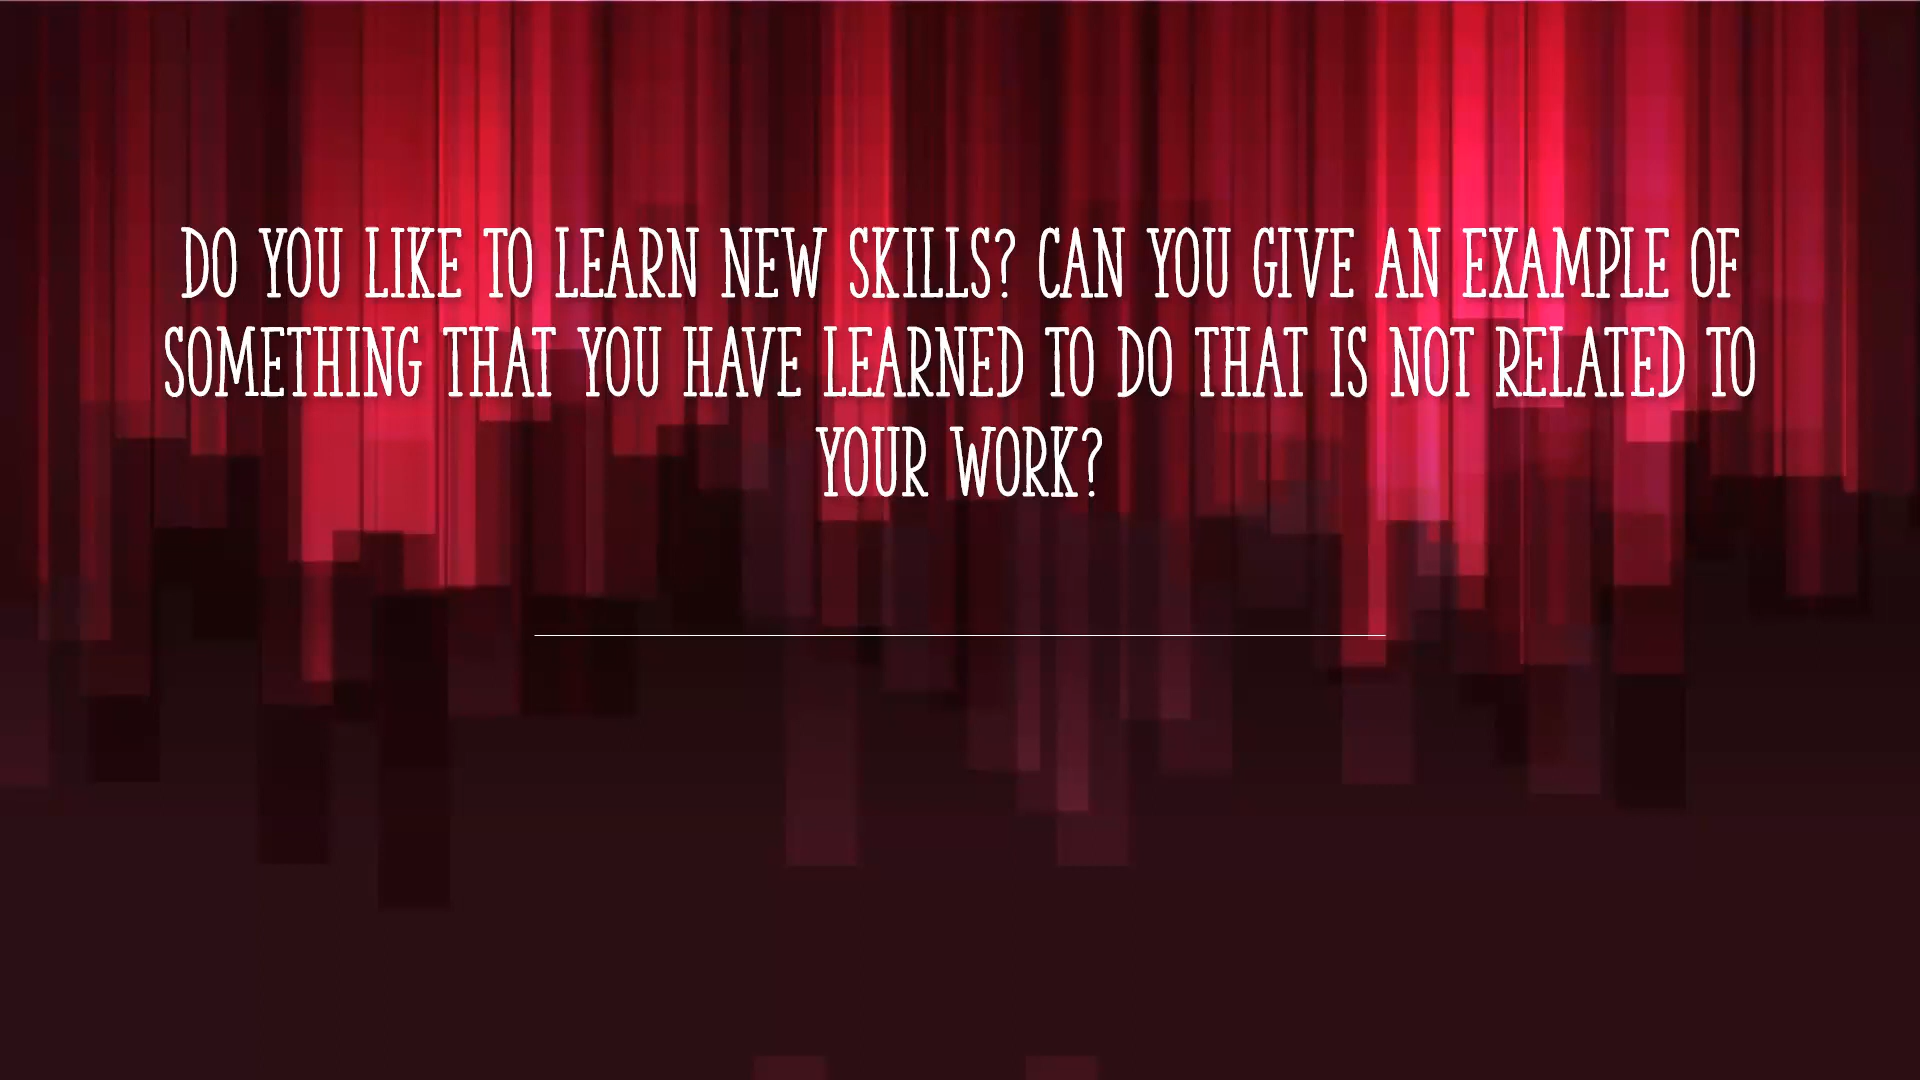 DO YOU LIKE TO LEARN NEW SKILLS? CAN YOU GIVE AN EXAMPLE OF
SOMETHING THAT YOU HAVE LEARNED TO DO THAT IS NOT RELATED TO
YOUR WORK?